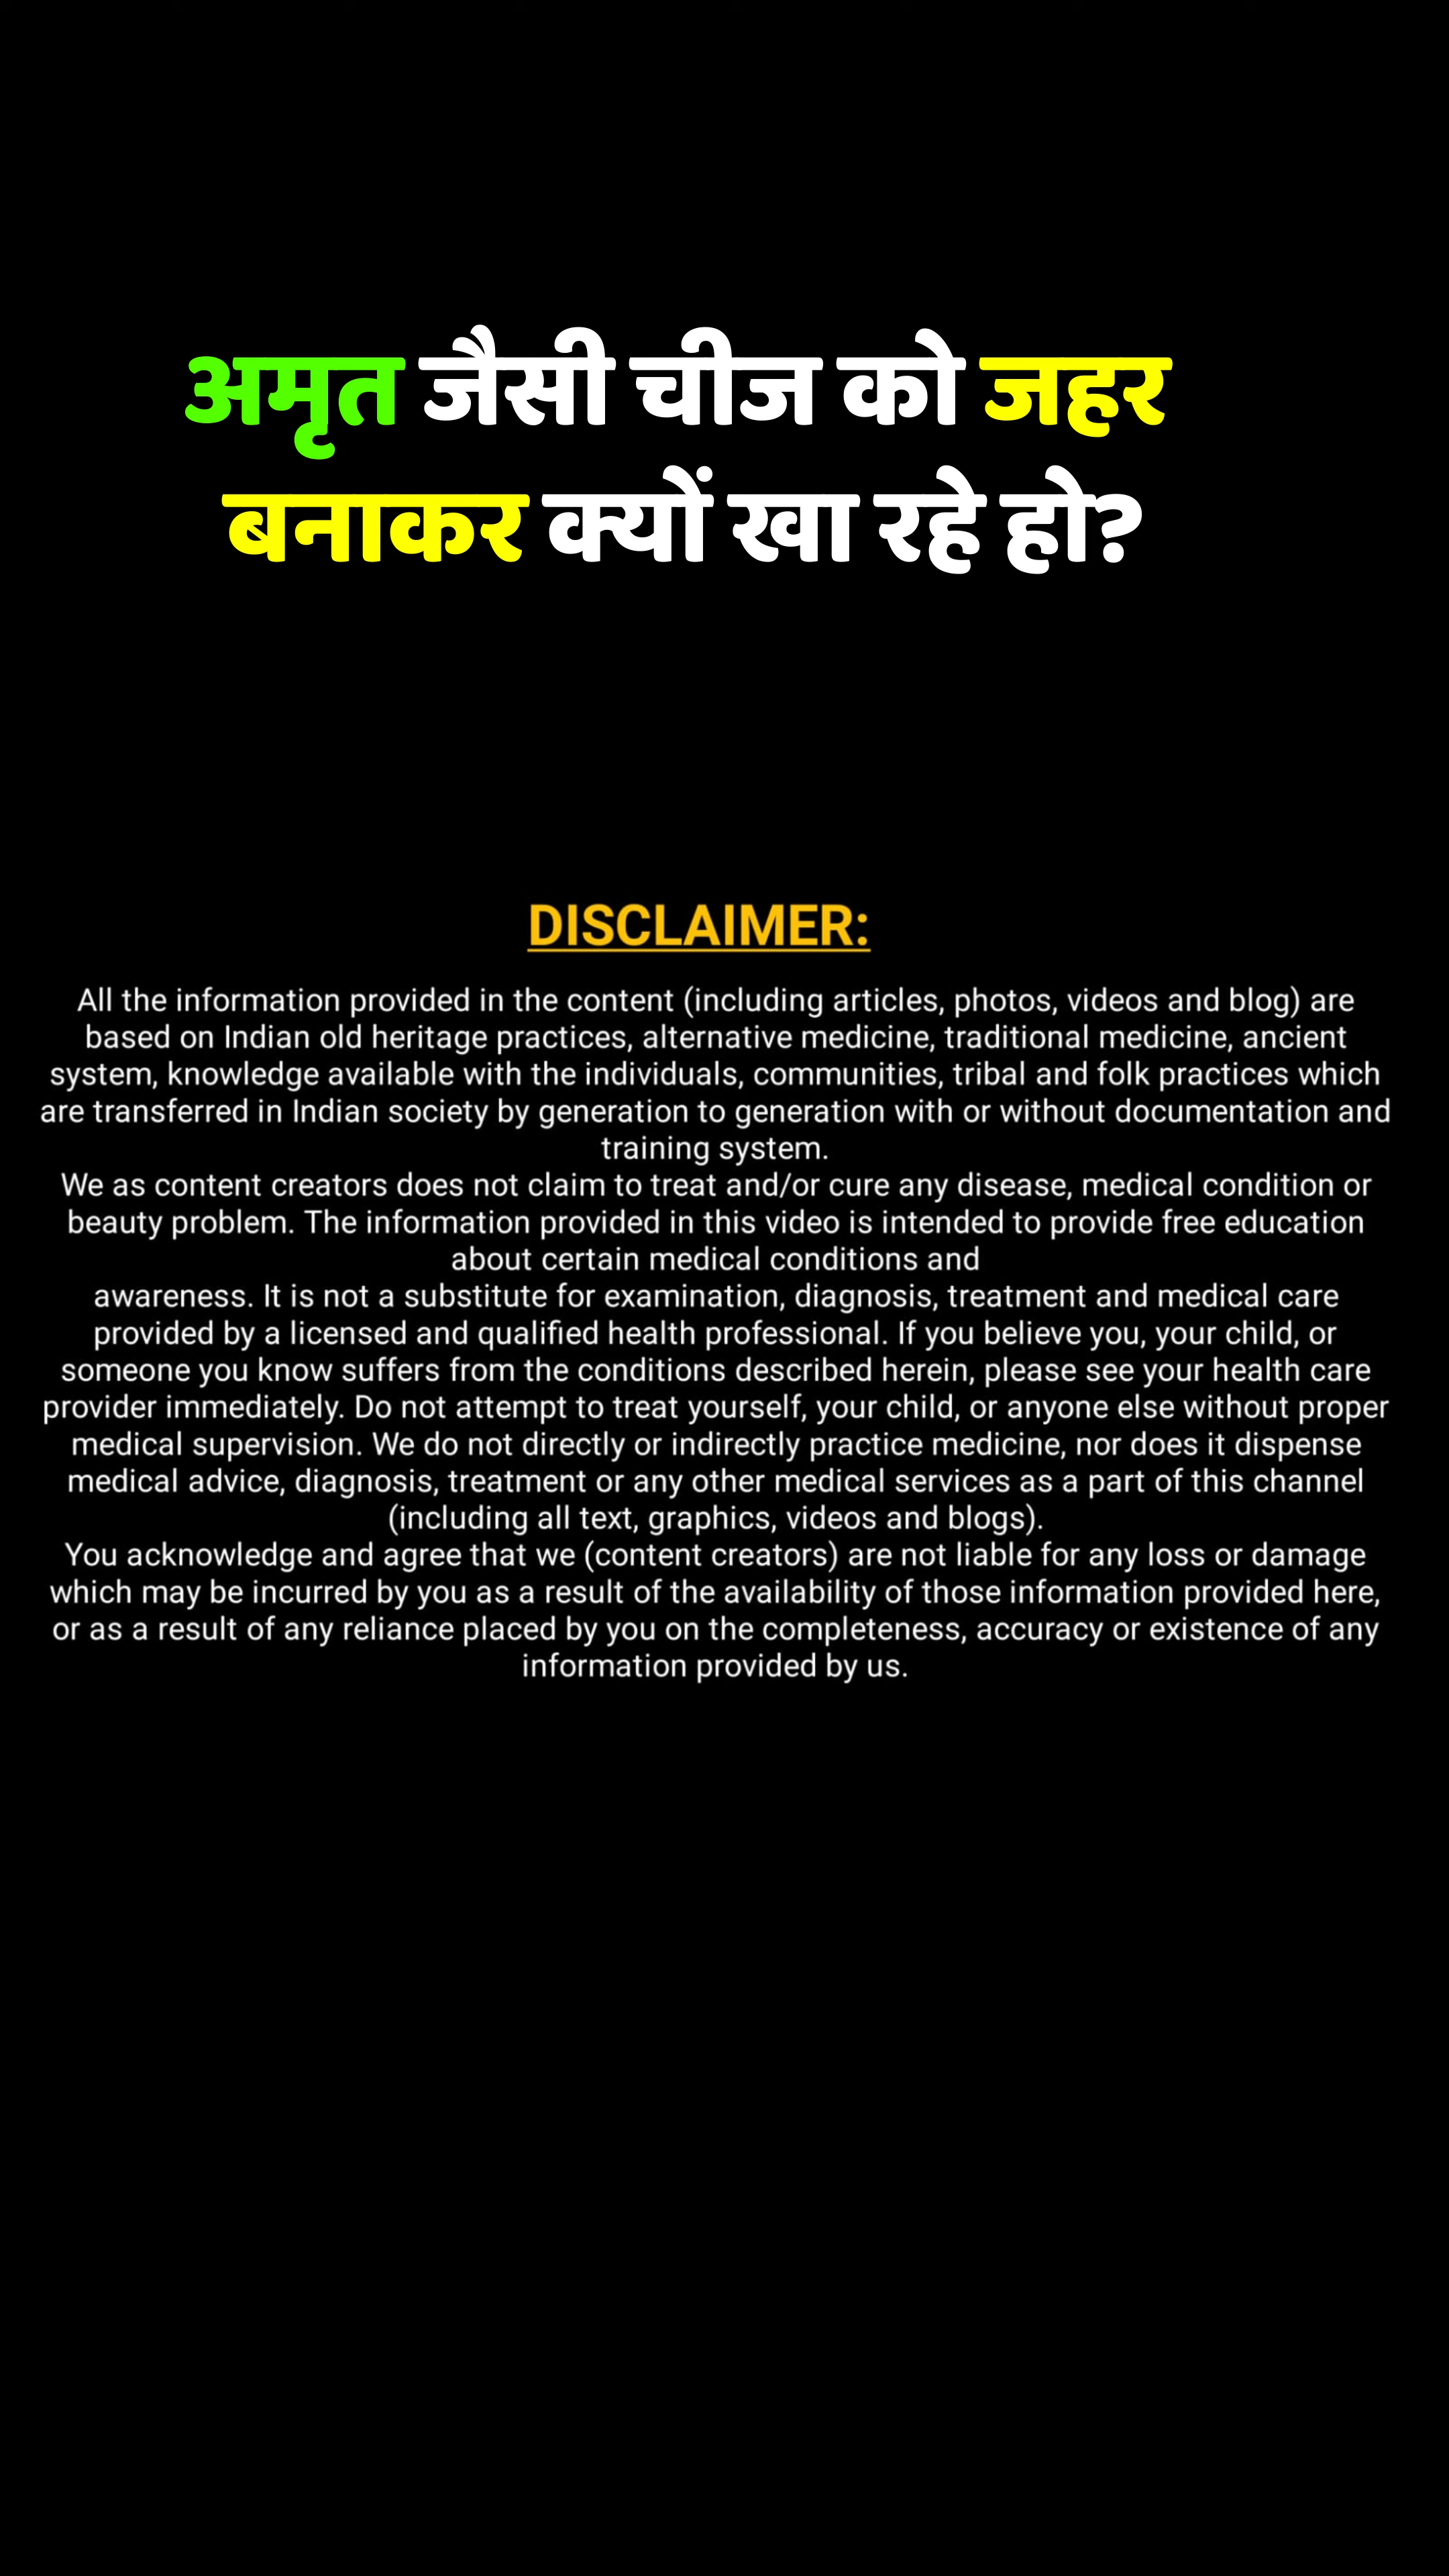 अमृत जैसी चीज को जहर
बनाकर क्यों खा रहे हो?
DISCLAIMER:
All the information provided in the content (including articles, photos, videos and blog) are
based on Indian old heritage practices, alternative medicine, traditional medicine, ancient
system, knowledge available with the individuals, communities, tribal and folk practices which
are transferred in Indian society by generation to generation with or without documentation and
training system.
We as content creators does not claim to treat and/or cure any disease, medical condition or
beauty problem. The information provided in this video is intended to provide free education
about certain medical conditions and
awareness. It is not a substitute for examination, diagnosis, treatment and medical care
provided by a licensed and qualified health professional. If you believe you, your child, or
someone you know suffers from the conditions described herein, please see your health care
provider immediately. Do not attempt to treat yourself, your child, or anyone else without proper
medical supervision. We do not directly or indirectly practice medicine, nor does it dispense
medical advice, diagnosis, treatment or any other medical services as a part of this channel
(including all text, graphics, videos and blogs).
You acknowledge and agree that we (content creators) are not liable for any loss or damage
which may be incurred by you as a result of the availability of those information provided here,
or as a result of any reliance placed by you on the completeness, accuracy or existence of any
information provided by us.